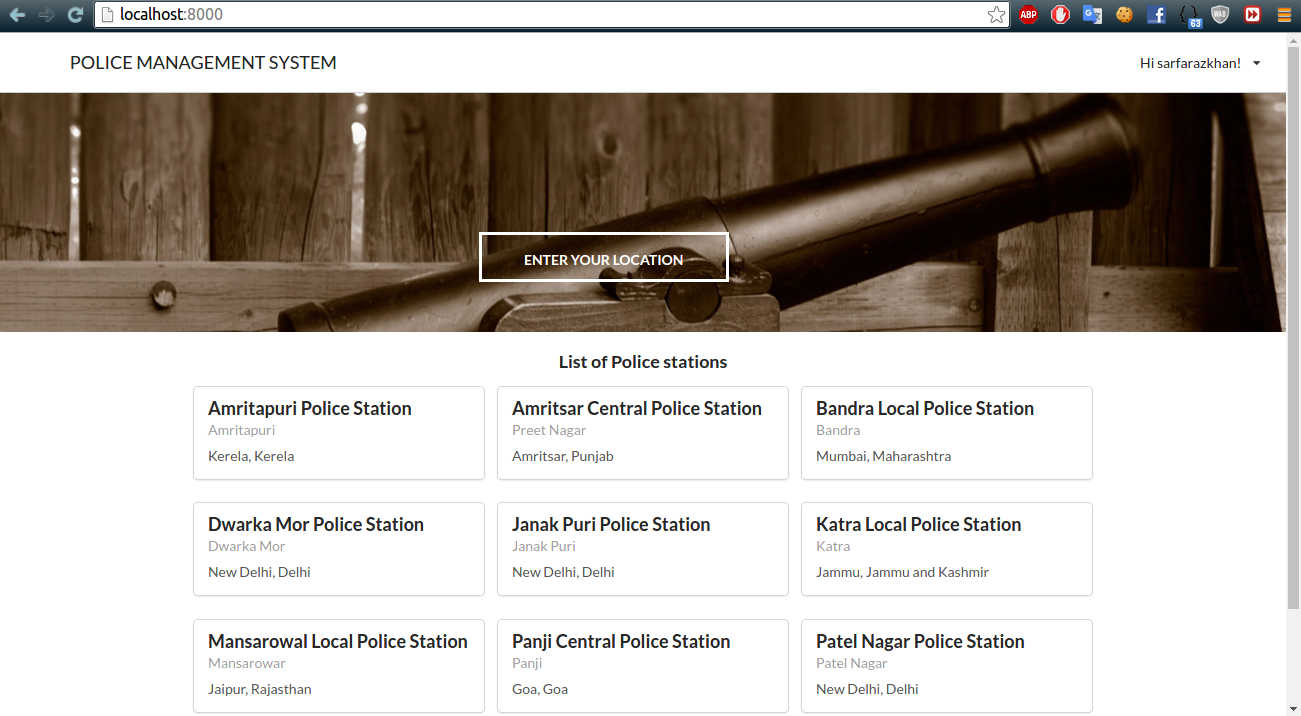 localhost:8000
ABP
63
WAB
POLICE MANAGEMENT SYSTEM
Hi sarfarazkhan!
ENTER YOUR LOCATION
List of Police stations
Amritapuri Police Station
Amritapuri
Kerela, Kerela
Amritsar Central Police Station
Preet Nagar
Amritsar, Punjab
Bandra Local Police Station
Bandra
Mumbai, Maharashtra
Dwarka Mor Police Station
Dwarka Mor
New Delhi, Delhi
Janak Puri Police Station
Janak Puri
New Delhi, Delhi
Katra Local Police Station
Katra
Jammu, Jammu and Kashmir
Mansarowal Local Police Station
Mansarowar
Jaipur, Rajasthan
Panji Central Police Station
Panji
Goa, Goa
Patel Nagar Police Station
Patel Nagar
New Delhi, Delhi